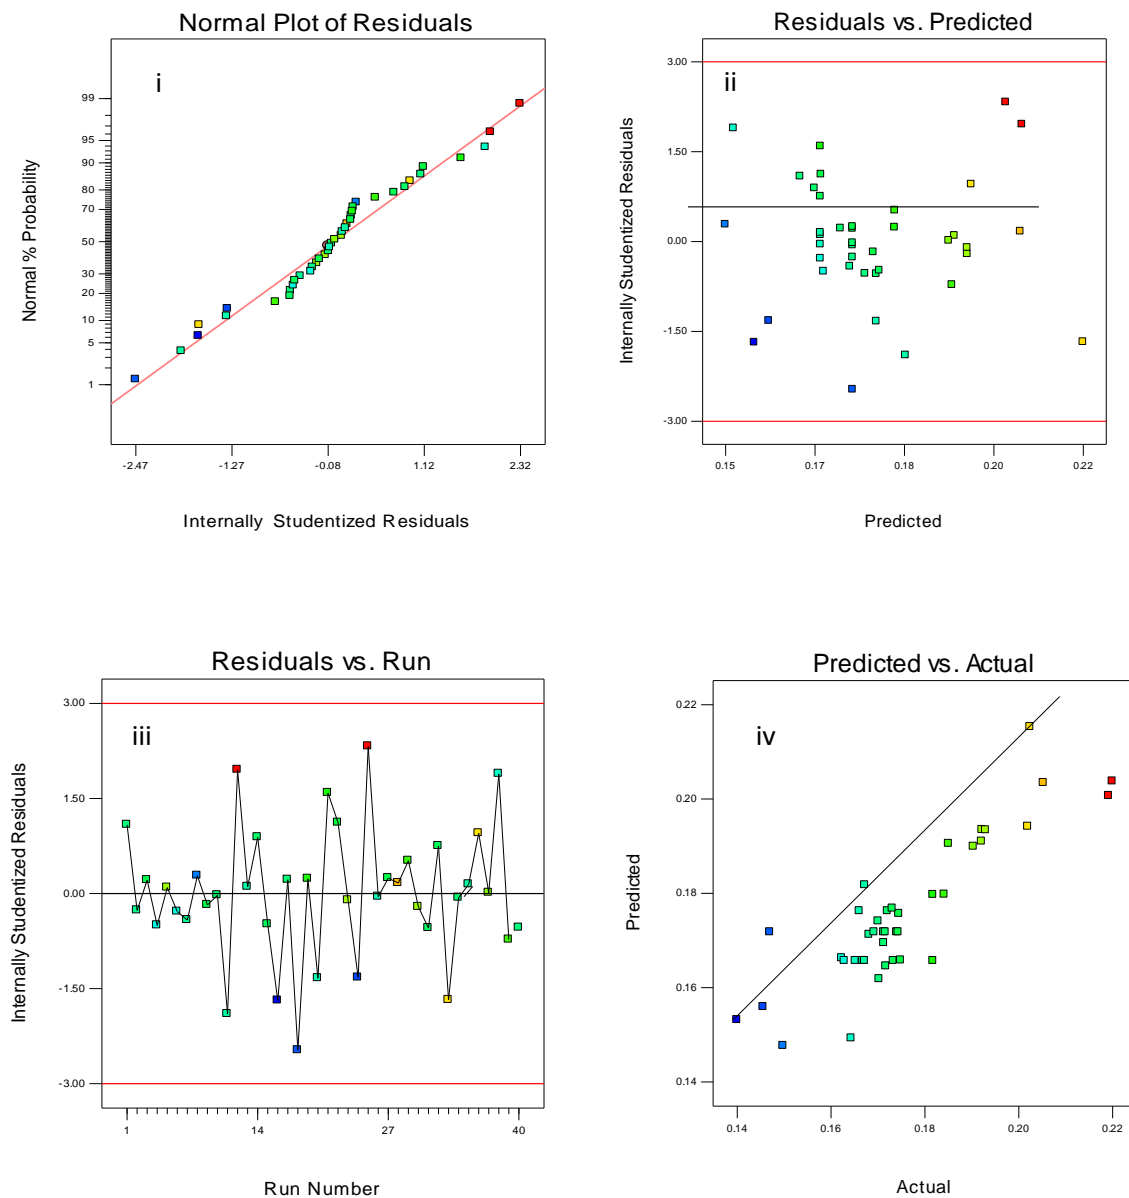 Normal Plot of Residuals
i
Normal % Probability
99
95
90
80
70
50
30
20
10
5
1
-2.47
-1.27
-0.08
1.12
2.32
Internally Studentized Residuals
Residuals vs. Predicted
ii
Internally Studentized Residuals
3.00
1.50
0.00
-1.50
-3.00
0.15
0.17
0.18
0.20
0.22
Predicted
Residuals vs. Run
iii
Internally Studentized Residuals
3.00
1.50
0.00
-1.50
-3.00
1
14
27
40
Run Number
Predicted vs. Actual
iv
Predicted
0.22
0.20
0.18
0.16
0.14
0.14
0.16
0.18
0.20
0.22
Actual